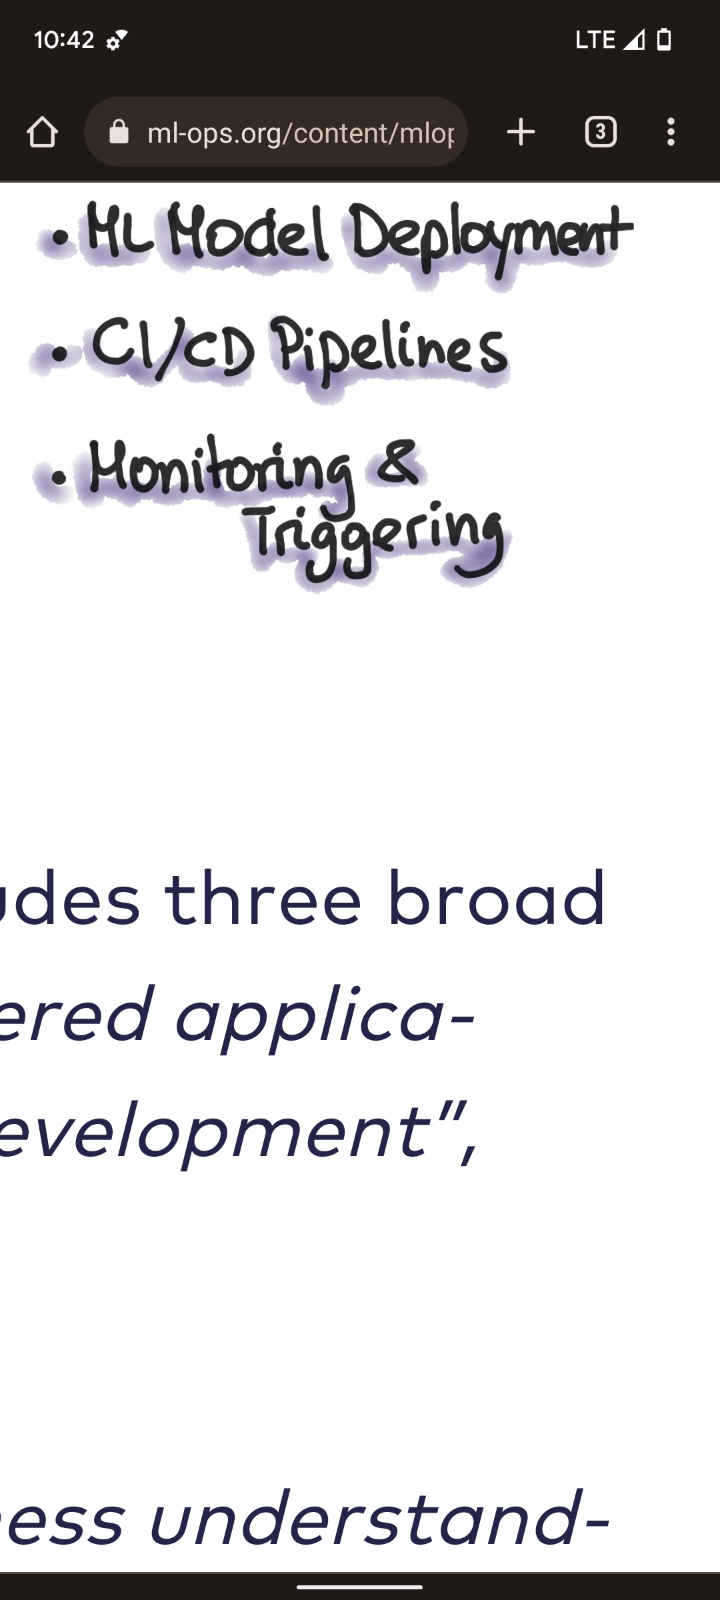 10:42 LTE
ml-ops.org/content/mlop
3
• ML Model Deployment
• CI/CD Pipelines
• Monitoring &
Triggering
udes three broad
ered applica-
evelopment”,
ess understand-